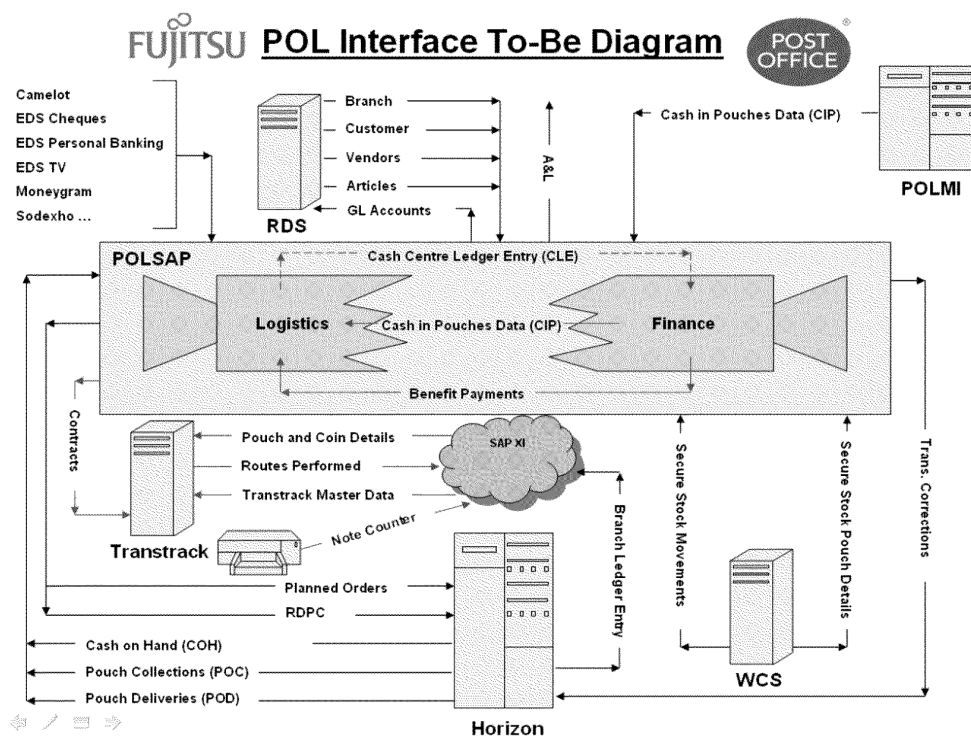 FUJITSU
POL Interface To-Be Diagram
POST
OFFICE
®
Camelot
EDS Cheques
EDS Personal Banking
EDS TV
Moneygram
Sodexho ...
Branch
Customer
Vendors
Articles
GL Accounts
RDS
A&L
Cash in Pouches Data (CIP)
POLMI
POLSAP
Cash Centre Ledger Entry (CLE)
Logistics
Cash in Pouches Data (CIP)
Finance
Benefit Payments
Contracts
Pouch and Coin Details
Routes Performed
Transtrack Master Data
SAP XI
Transtrack
Note Counter
Branch Ledger Entry
Secure Stock Movements
Secure Stock Pouch Details
Trans. Corrections
Planned Orders
RDPC
Cash on Hand (COH)
Pouch Collections (POC)
Pouch Deliveries (POD)
WCS
Horizon